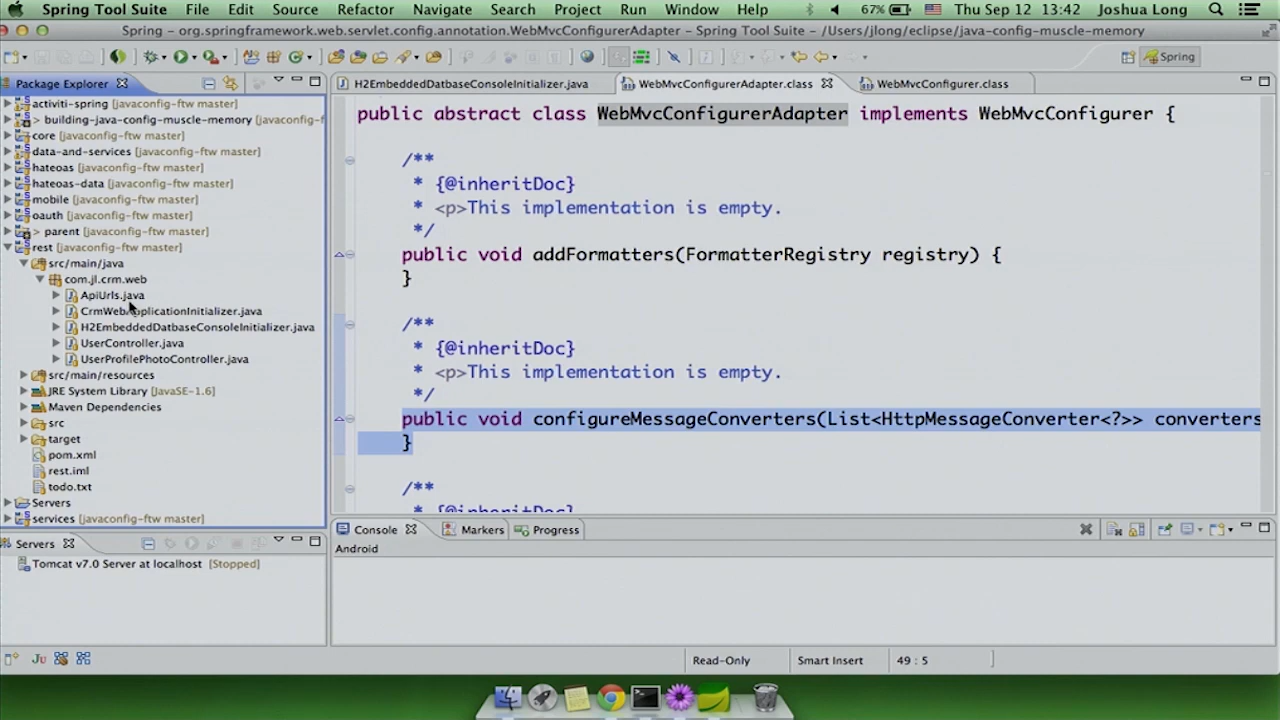 Spring Tool Suite File Edit Source Refactor Navigate Search Project Run Window Help 67% Thu Sep 12 13:42 Joshua Long
Spring - org.springframework.web.servlet.config.annotation.WebMvcConfigurerAdapter - Spring Tool Suite - /Users/jlong/eclipse/java-config-muscle-memory
Spring
Package Explorer
activiti-spring [javaconfig-ftw master]
> building-java-config-muscle-memory [javaconfig-f
core [javaconfig-ftw master]
data-and-services [javaconfig-ftw master]
hateoas [javaconfig-ftw master]
hateoas-data [javaconfig-ftw master]
mobile [javaconfig-ftw master]
oauth [javaconfig-ftw master]
> parent [javaconfig-ftw master]
rest [javaconfig-ftw master]
src/main/java
com.jl.crm.web
ApiUrls.java
CrmWebApplicationInitializer.java
H2EmbeddedDatbaseConsoleInitializer.java
UserController.java
UserProfilePhotoController.java
src/main/resources
JRE System Library [JavaSE-1.6]
Maven Dependencies
src
target
pom.xml
rest.iml
todo.txt
Servers
services [javaconfig-ftw master]
Servers
Tomcat v7.0 Server at localhost [Stopped]
Ju
H2EmbeddedDatbaseConsoleInitializer.java WebMvcConfigurerAdapter.class WebMvcConfigurer.class
public abstract class WebMvcConfigurerAdapter implements WebMvcConfigurer {
/**
* {@inheritDoc}
* <p>This implementation is empty.
*/
public void addFormatters(FormatterRegistry registry) {
}
/**
* {@inheritDoc}
* <p>This implementation is empty.
*/
public void configureMessageConverters(List<HttpMessageConverter<?>> converters
}
/**
* {@inheritDoc}
Console Markers Progress
Android
Read-Only Smart Insert 49 : 5